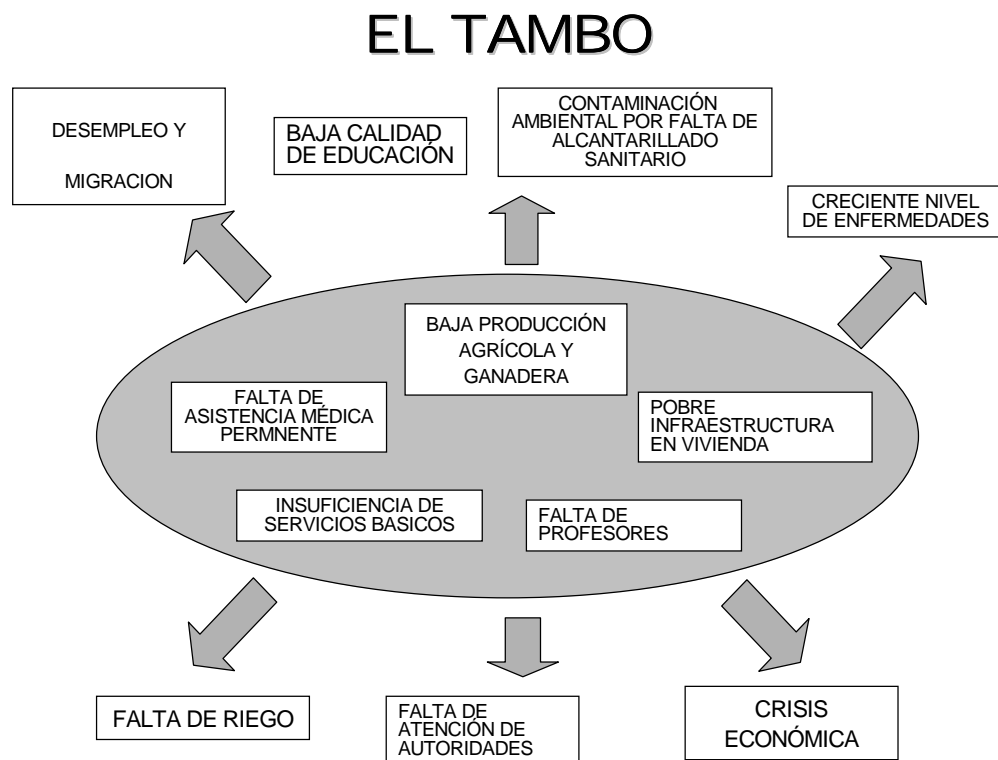 EL TAMBO
DESEMPLEO Y
MIGRACION
BAJA CALIDAD
DE EDUCACIÓN
CONTAMINACIÓN
AMBIENTAL POR FALTA DE
ALCANTARILLADO
SANITARIO
CRECIENTE NIVEL
DE ENFERMEDADES
BAJA PRODUCCIÓN
AGRÍCOLA Y
GANADERA
FALTA DE
ASISTENCIA MÉDICA
PERMNENTE
POBRE
INFRAESTRUCTURA
EN VIVIENDA
INSUFICIENCIA DE
SERVICIOS BASICOS
FALTA DE
PROFESORES
FALTA DE RIEGO
FALTA DE
ATENCIÓN DE
AUTORIDADES
CRISIS
ECONÓMICA